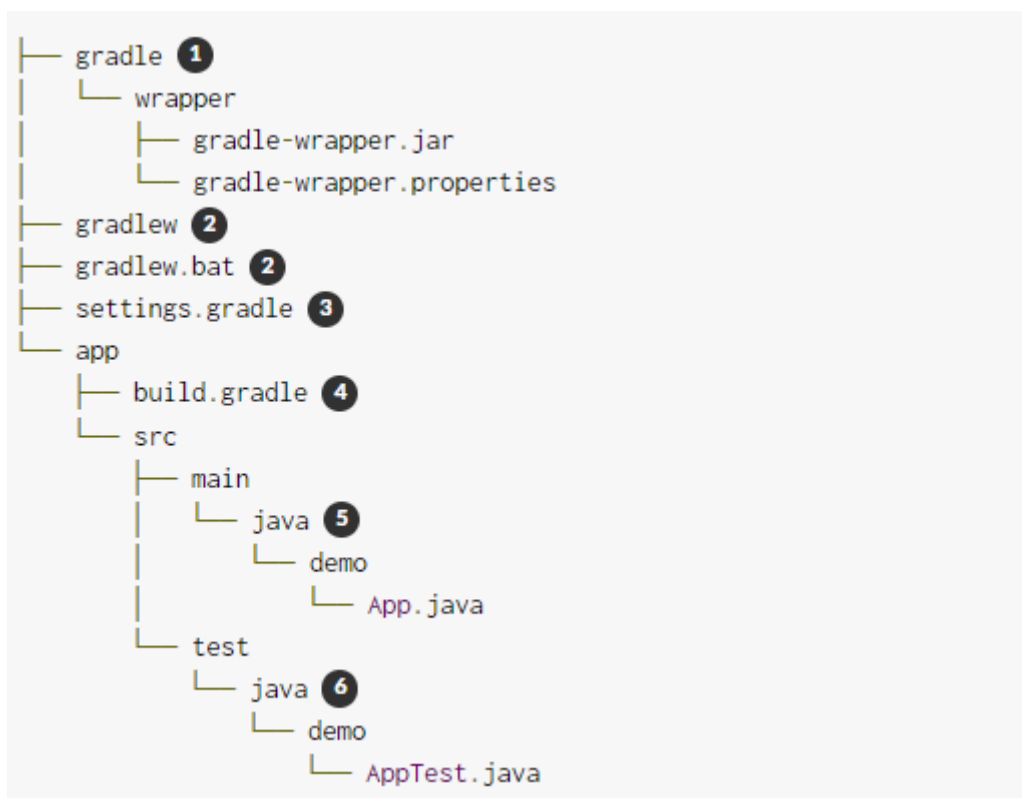 ├── gradle 1
│   └── wrapper
│       ├── gradle-wrapper.jar
│       └── gradle-wrapper.properties
├── gradlew 2
├── gradlew.bat 2
├── settings.gradle 3
└── app
    ├── build.gradle 4
    └── src
        ├── main
        │   └── java 5
        │       └── demo
        │           └── App.java
        └── test
            └── java 6
                └── demo
                    └── AppTest.java